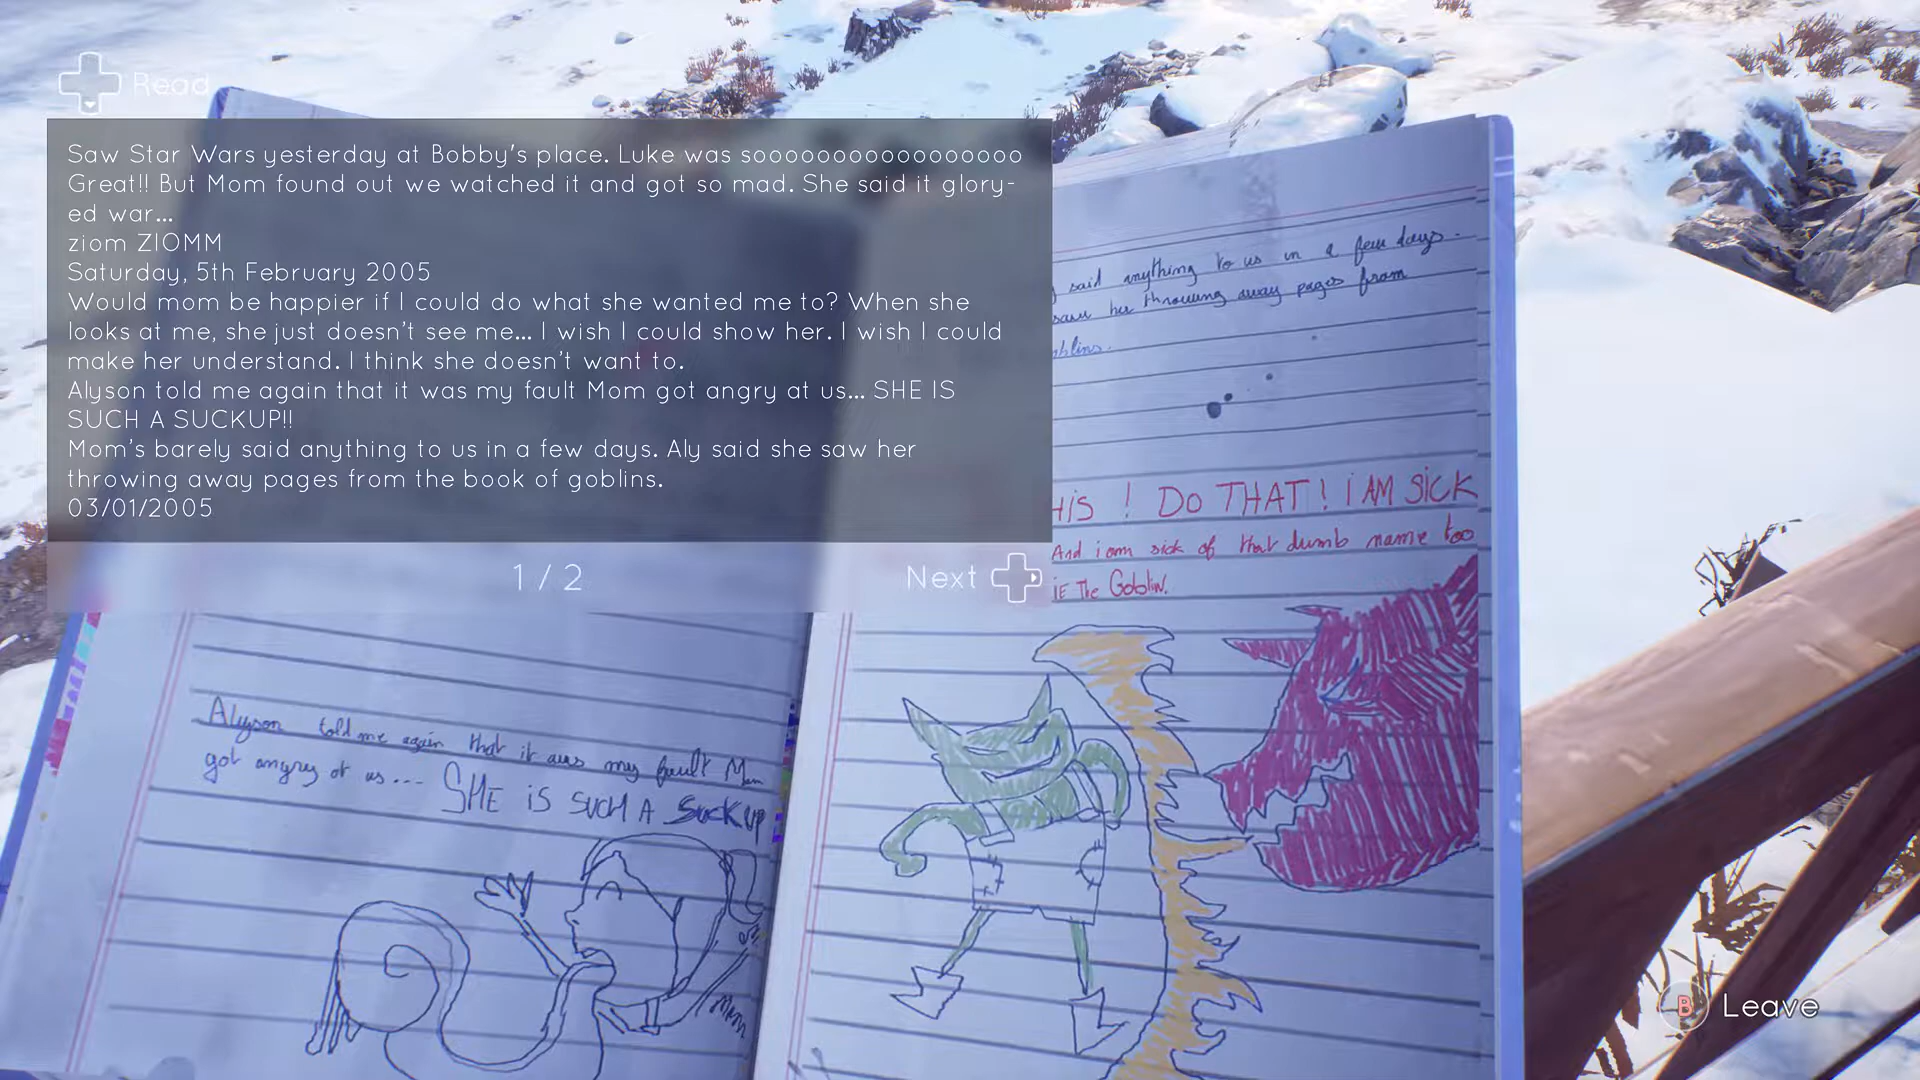 Read
Saw Star Wars yesterday at Bobby's place. Luke was sooooooooooooooooo
Great!! But Mom found out we watched it and got so mad. She said it glory-
ed war...
ziom ZIOMM
Saturday, 5th February 2005
Would mom be happier if I could do what she wanted me to? When she
looks at me, she just doesn't see me... I wish I could show her. I wish I could
make her understand. I think she doesn't want to.
Alyson told me again that it was my fault Mom got angry at us... SHE IS
SUCH A SUCKUP!!
Mom's barely said anything to us in a few days. Aly said she saw her
throwing away pages from the book of goblins.
03/01/2005
1 / 2
Next
Alyson told me again that it was my fault Mom
got angry at us... SHE IS SUCH A SUCKUP
said anything to us in a few days.
saw her throwing away pages from
HIS ! DO THAT! I AM SICK
And i am sick of that dumb name too
THE Goblin.
B Leave